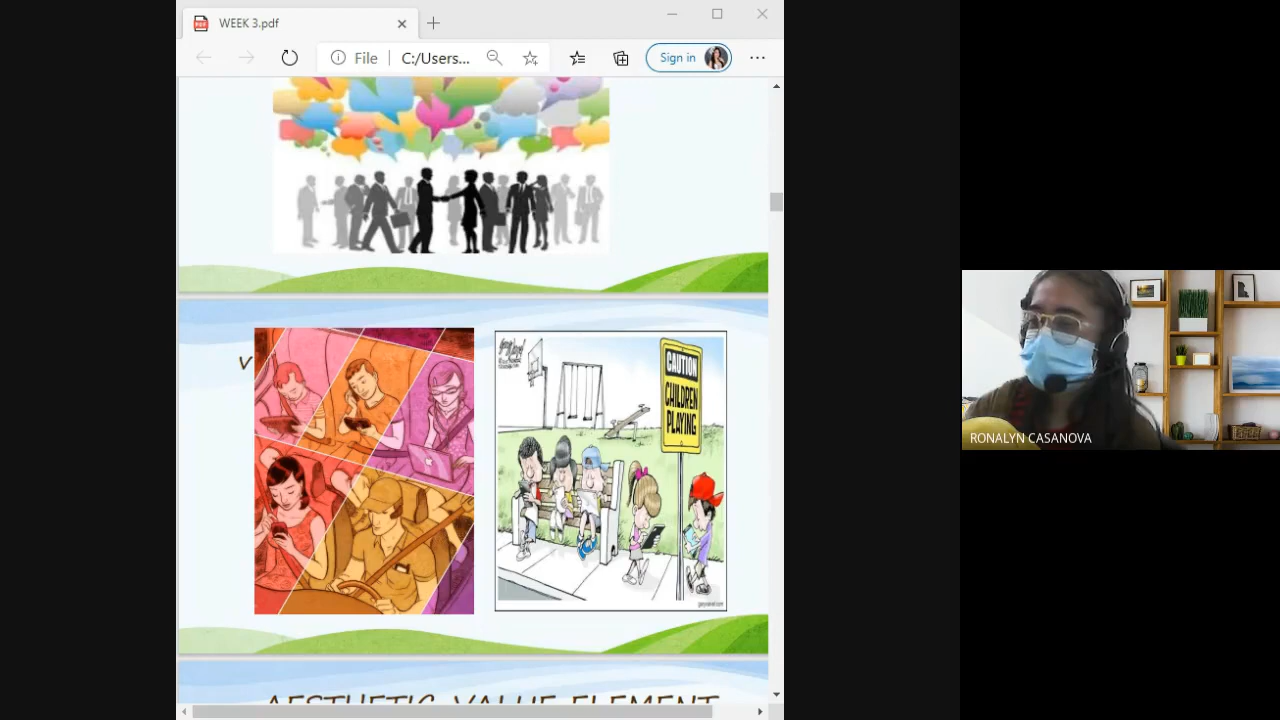 WEEK 3.pdf
File
C:/Users...
Sign in
V
CAUTION
CHILDREN
PLAYING
AESTHETIC VALUE ELEMENT
RONALYN CASANOVA